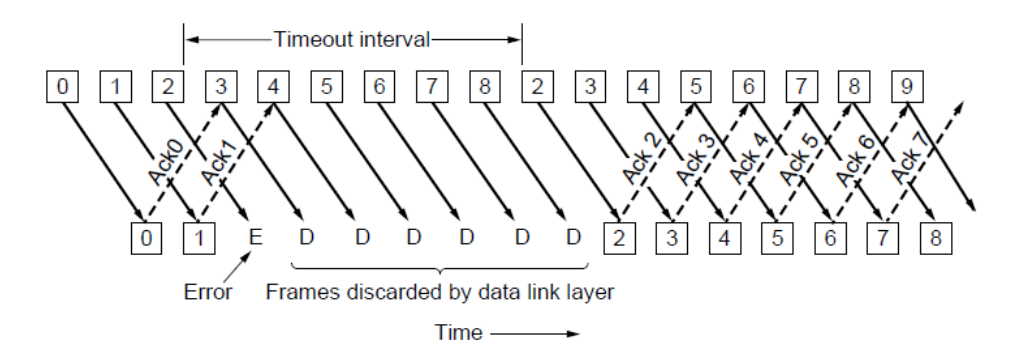 Timeout interval
0 1 2 3 4 5 6 7 8 2 3 4 5 6 7 8 9
Ack0 Ack1 Ack 2 Ack 3 Ack 4 Ack 5 Ack 6 Ack 7
0 1 E D D D D D D 2 3 4 5 6 7 8
Error Frames discarded by data link layer
Time